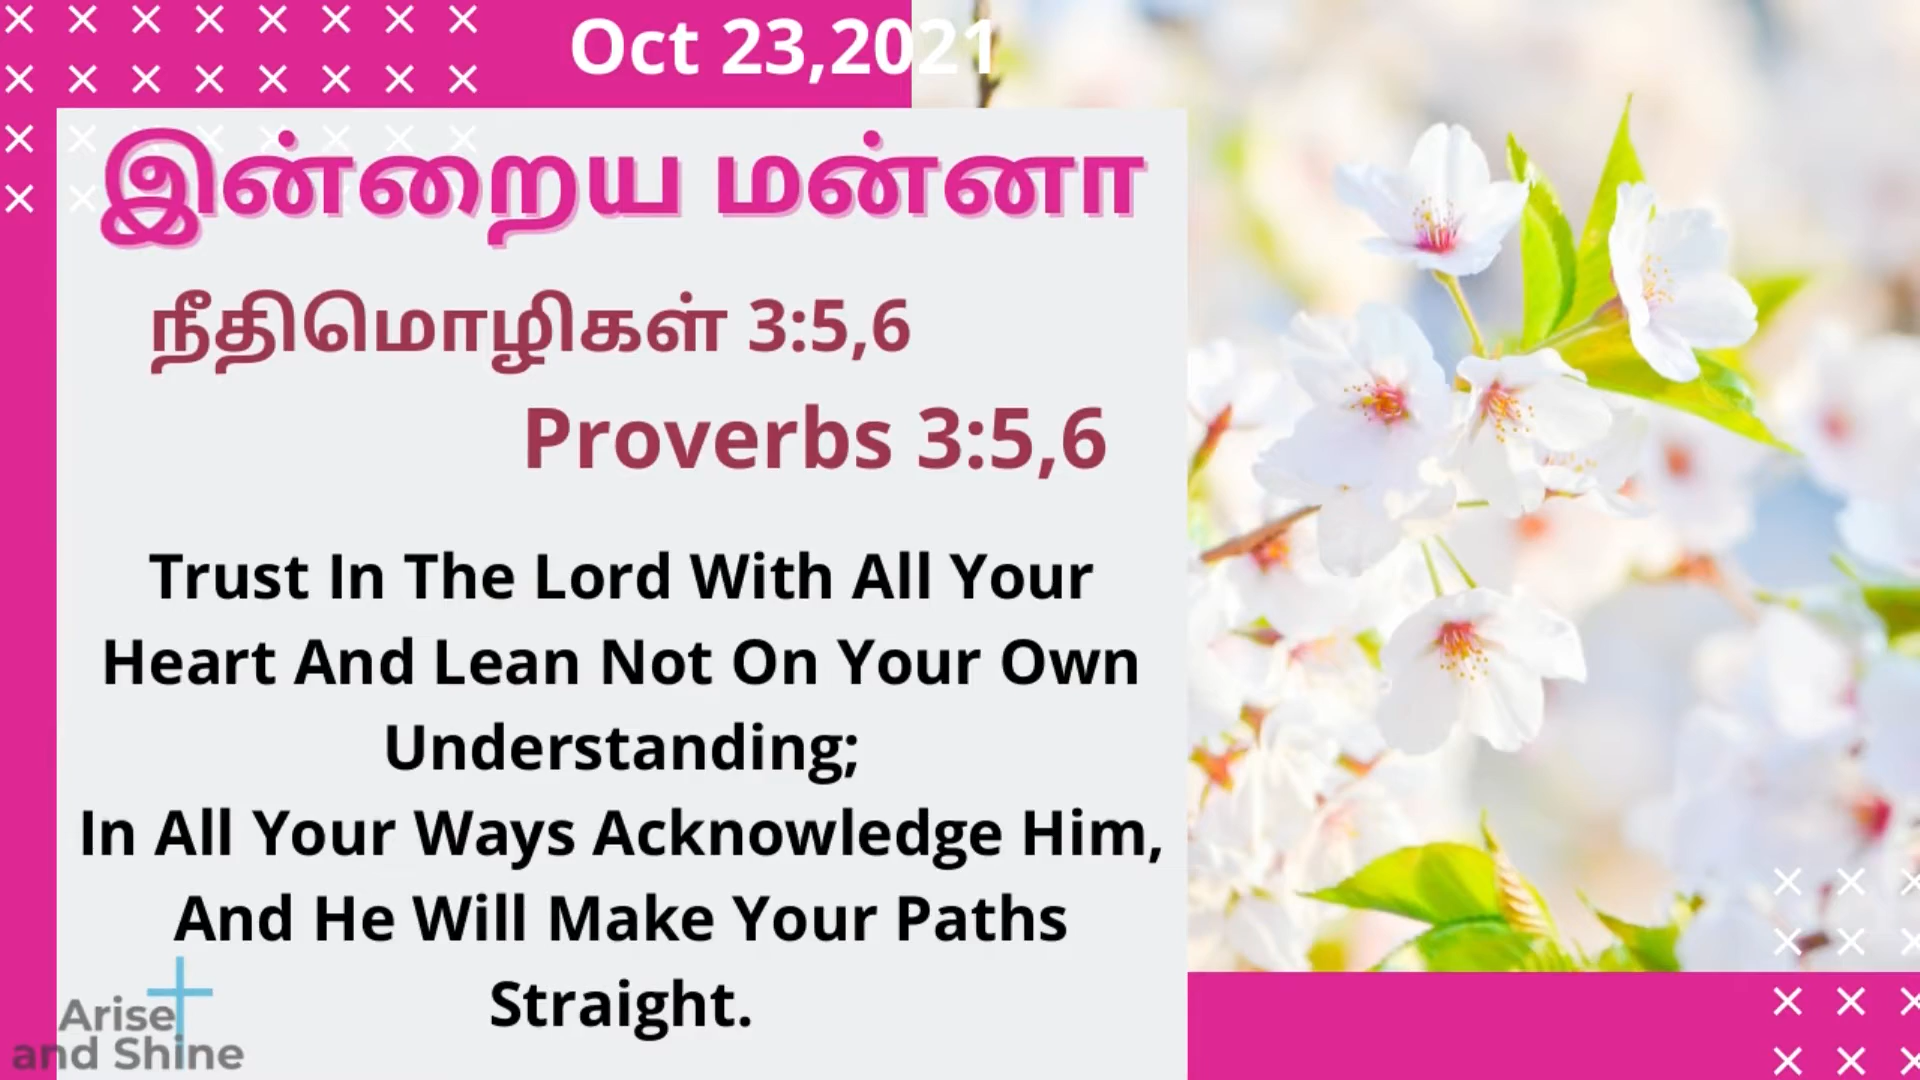 Oct 23,2021
இன்றைய மன்னா
நீதிமொழிகள் 3:5,6
Proverbs 3:5,6
Trust In The Lord With All Your
Heart And Lean Not On Your Own
Understanding;
In All Your Ways Acknowledge Him,
And He Will Make Your Paths
Straight.
Arise
and Shine